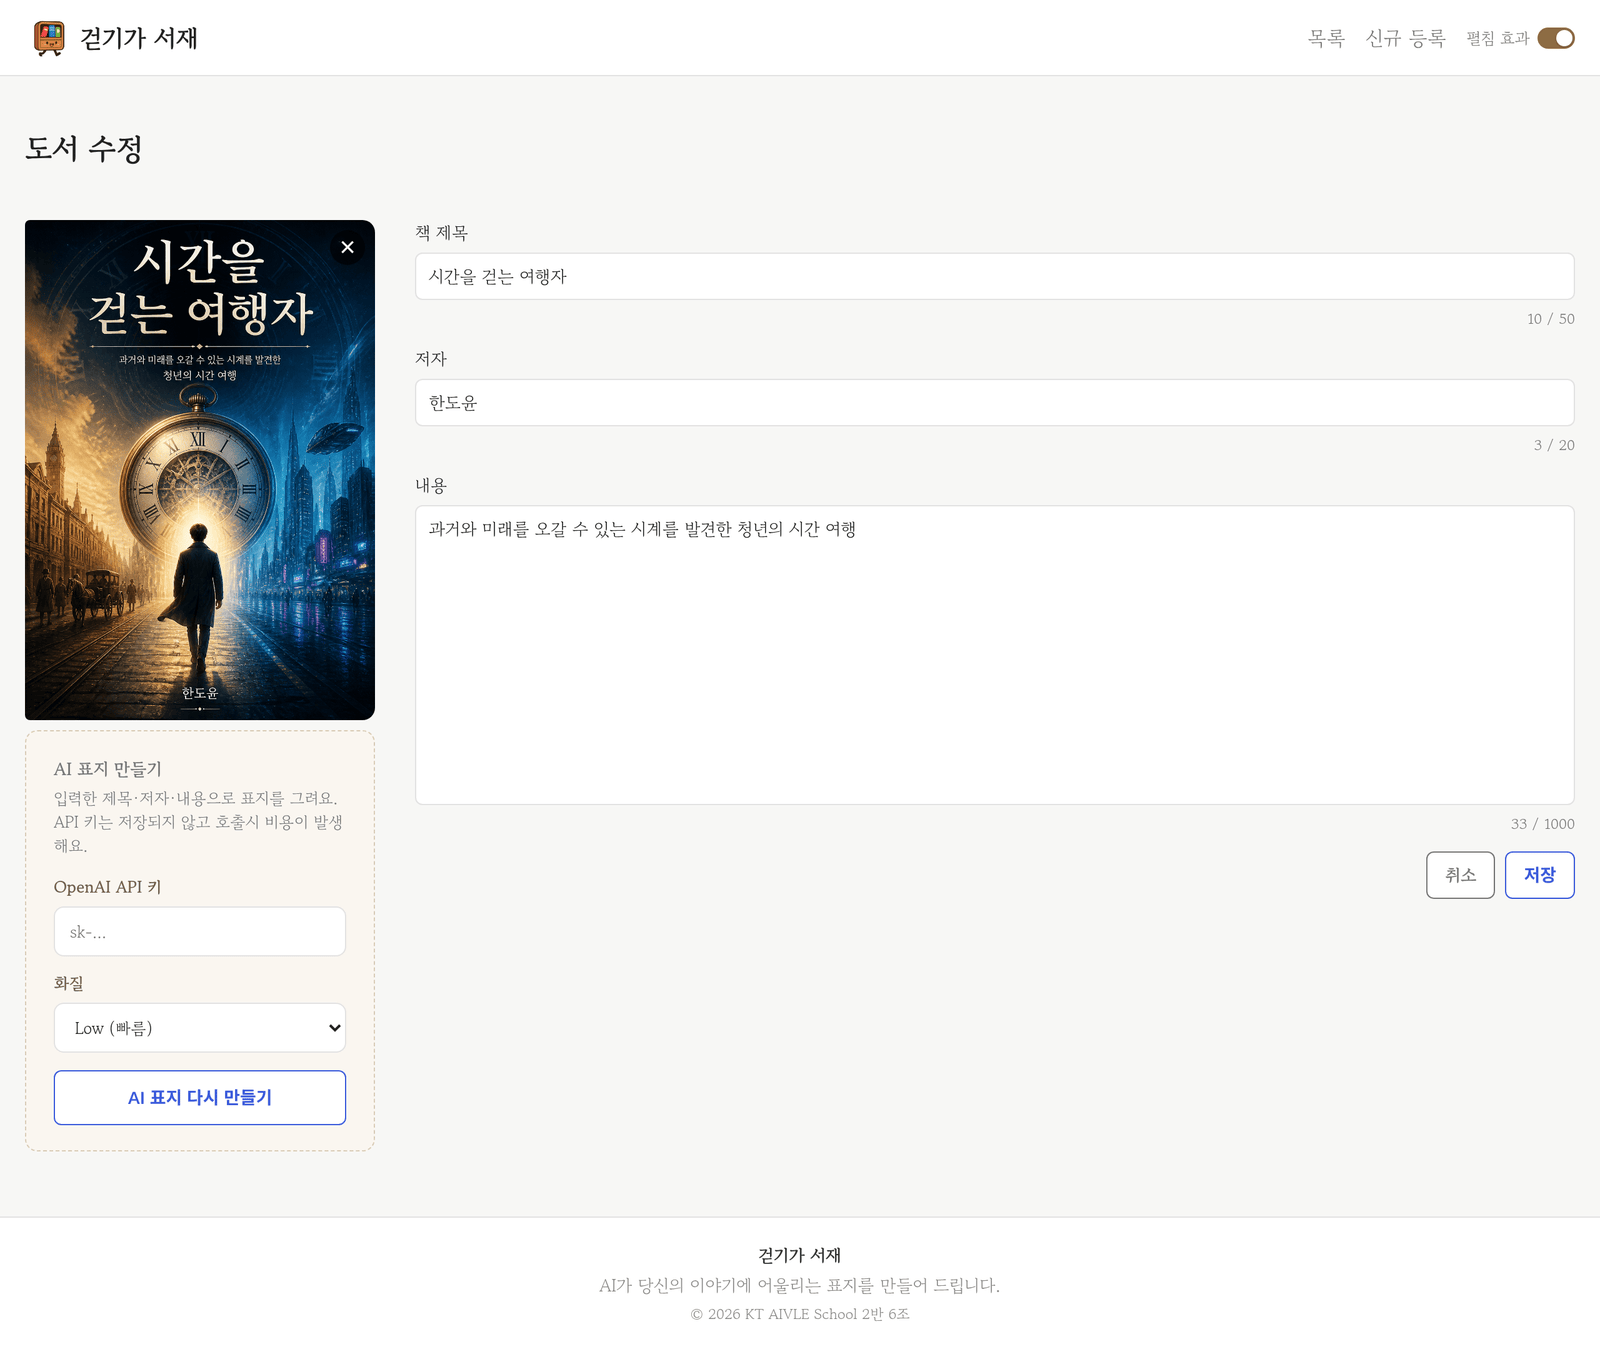 걷기가 서재
목록
신규 등록
펼침 효과
도서 수정
시간을
걷는 여행자
과거와 미래를 오갈 수 있는 시계를 발견한
청년의 시간 여행
XII
I
II
III
IIII
VIII
IX
X
XI
한도윤
AI 표지 만들기
입력한 제목·저자·내용으로 표지를 그려요.
API 키는 저장되지 않고 호출시 비용이 발생
해요.
OpenAI API 키
sk-...
화질
Low (빠름)
AI 표지 다시 만들기
책 제목
시간을 걷는 여행자
10 / 50
저자
한도윤
3 / 20
내용
과거와 미래를 오갈 수 있는 시계를 발견한 청년의 시간 여행
33 / 1000
취소
저장
걷기가 서재
AI가 당신의 이야기에 어울리는 표지를 만들어 드립니다.
© 2026 KT AIVLE School 2반 6조